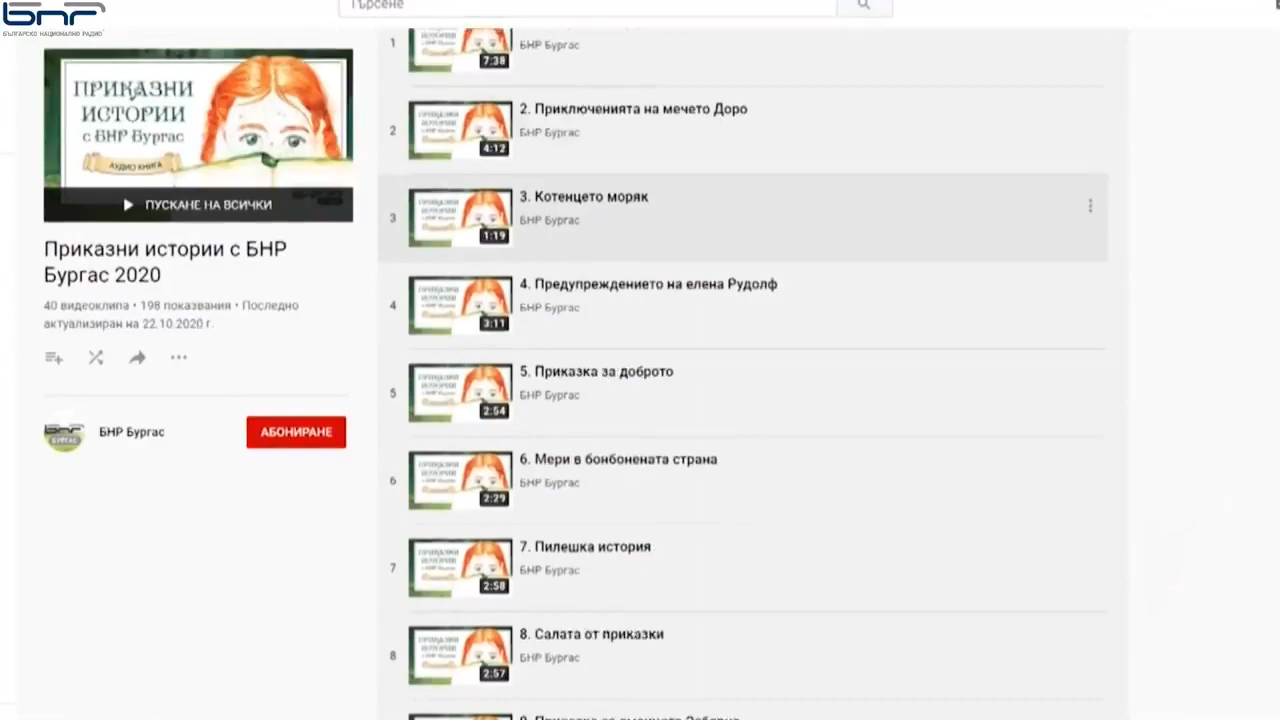 БНР
БЪЛГАРСКО НАЦИОНАЛНО РАДИО
Търсене
ПРИКАЗНИ
ИСТОРИИ
с БНР Бургас
АУДИО КНИГА
ПУСКАНЕ НА ВСИЧКИ
Приказни истории с БНР
Бургас 2020
40 видеоклипа • 198 показвания • Последно
актуализиран на 22.10.2020 г.
БНР Бургас
АБОНИРАНЕ
1
7:38
БНР Бургас
2
4:12
2. Приключенията на мечето Доро
БНР Бургас
3
1:19
3. Котенцето моряк
БНР Бургас
4
3:11
4. Предупреждението на елена Рудолф
БНР Бургас
5
2:54
5. Приказка за доброто
БНР Бургас
6
2:29
6. Мери в бонбонената страна
БНР Бургас
7
2:58
7. Пилешка история
БНР Бургас
8
2:57
8. Салата от приказки
БНР Бургас